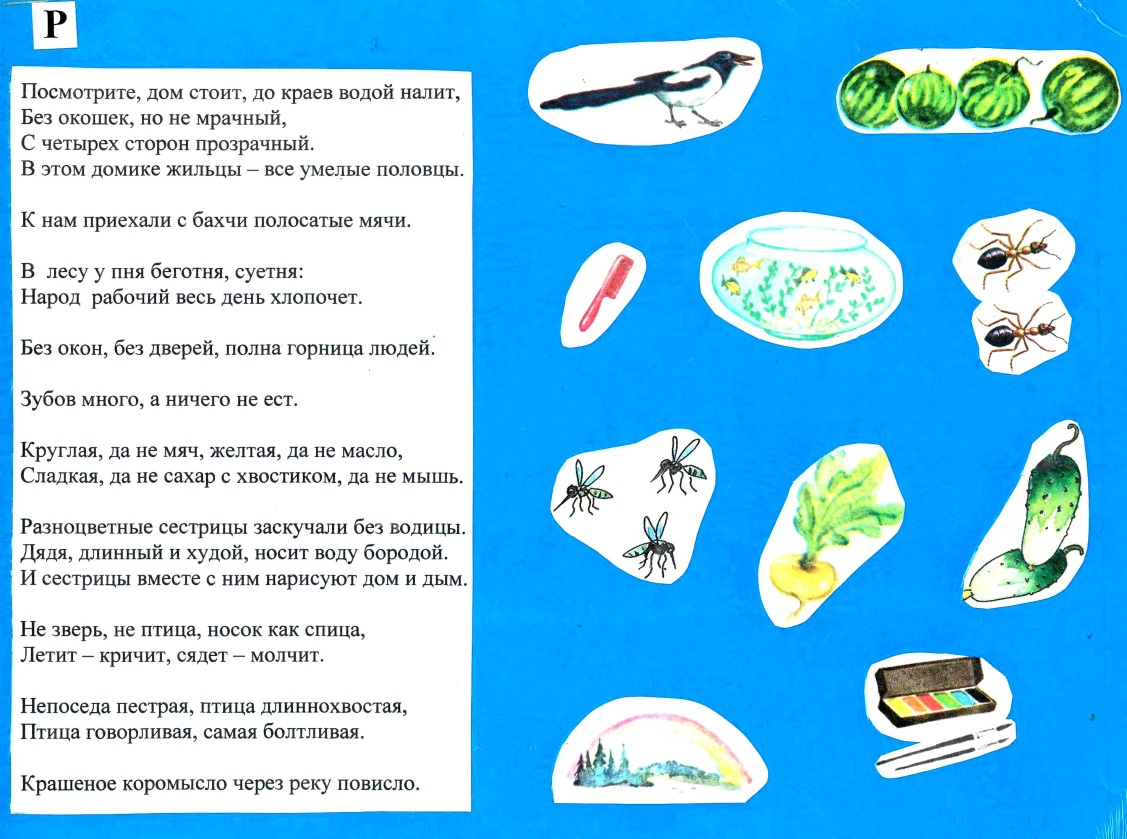 Р
Посмотрите, дом стоит, до краев водой налит,
Без окошек, но не мрачный,
С четырех сторон прозрачный.
В этом домике жильцы – все умелые половцы.
К нам приехали с бахчи полосатые мячи.
В лесу у пня беготня, суетня:
Народ рабочий весь день хлопочет.
Без окон, без дверей, полна горница людей.
Зубов много, а ничего не ест.
Круглая, да не мяч, желтая, да не масло,
Сладкая, да не сахар с хвостиком, да не мышь.
Разноцветные сестрицы заскучали без водицы.
Дядя, длинный и худой, носит воду бородой.
И сестрицы вместе с ним нарисуют дом и дым.
Не зверь, не птица, носок как спица,
Летит – кричит, сядет – молчит.
Непоседа пестрая, птица длиннохвостая,
Птица говорливая, самая болтливая.
Крашеное коромысло через реку повисло.